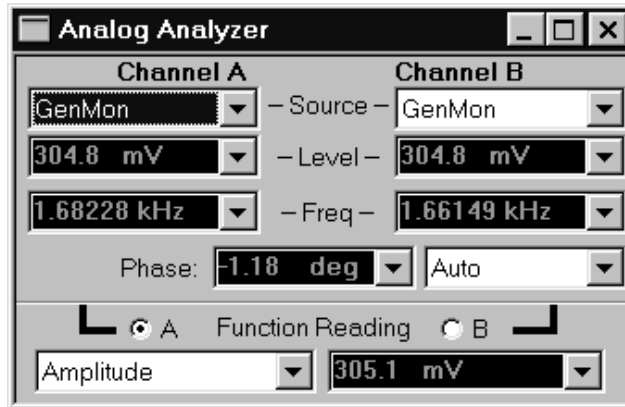 Analog Analyzer
Channel A Channel B
GenMon – Source – GenMon
304.8 mV – Level – 304.8 mV
1.68228 kHz – Freq – 1.66149 kHz
Phase: -1.18 deg Auto
A Function Reading B
Amplitude 305.1 mV